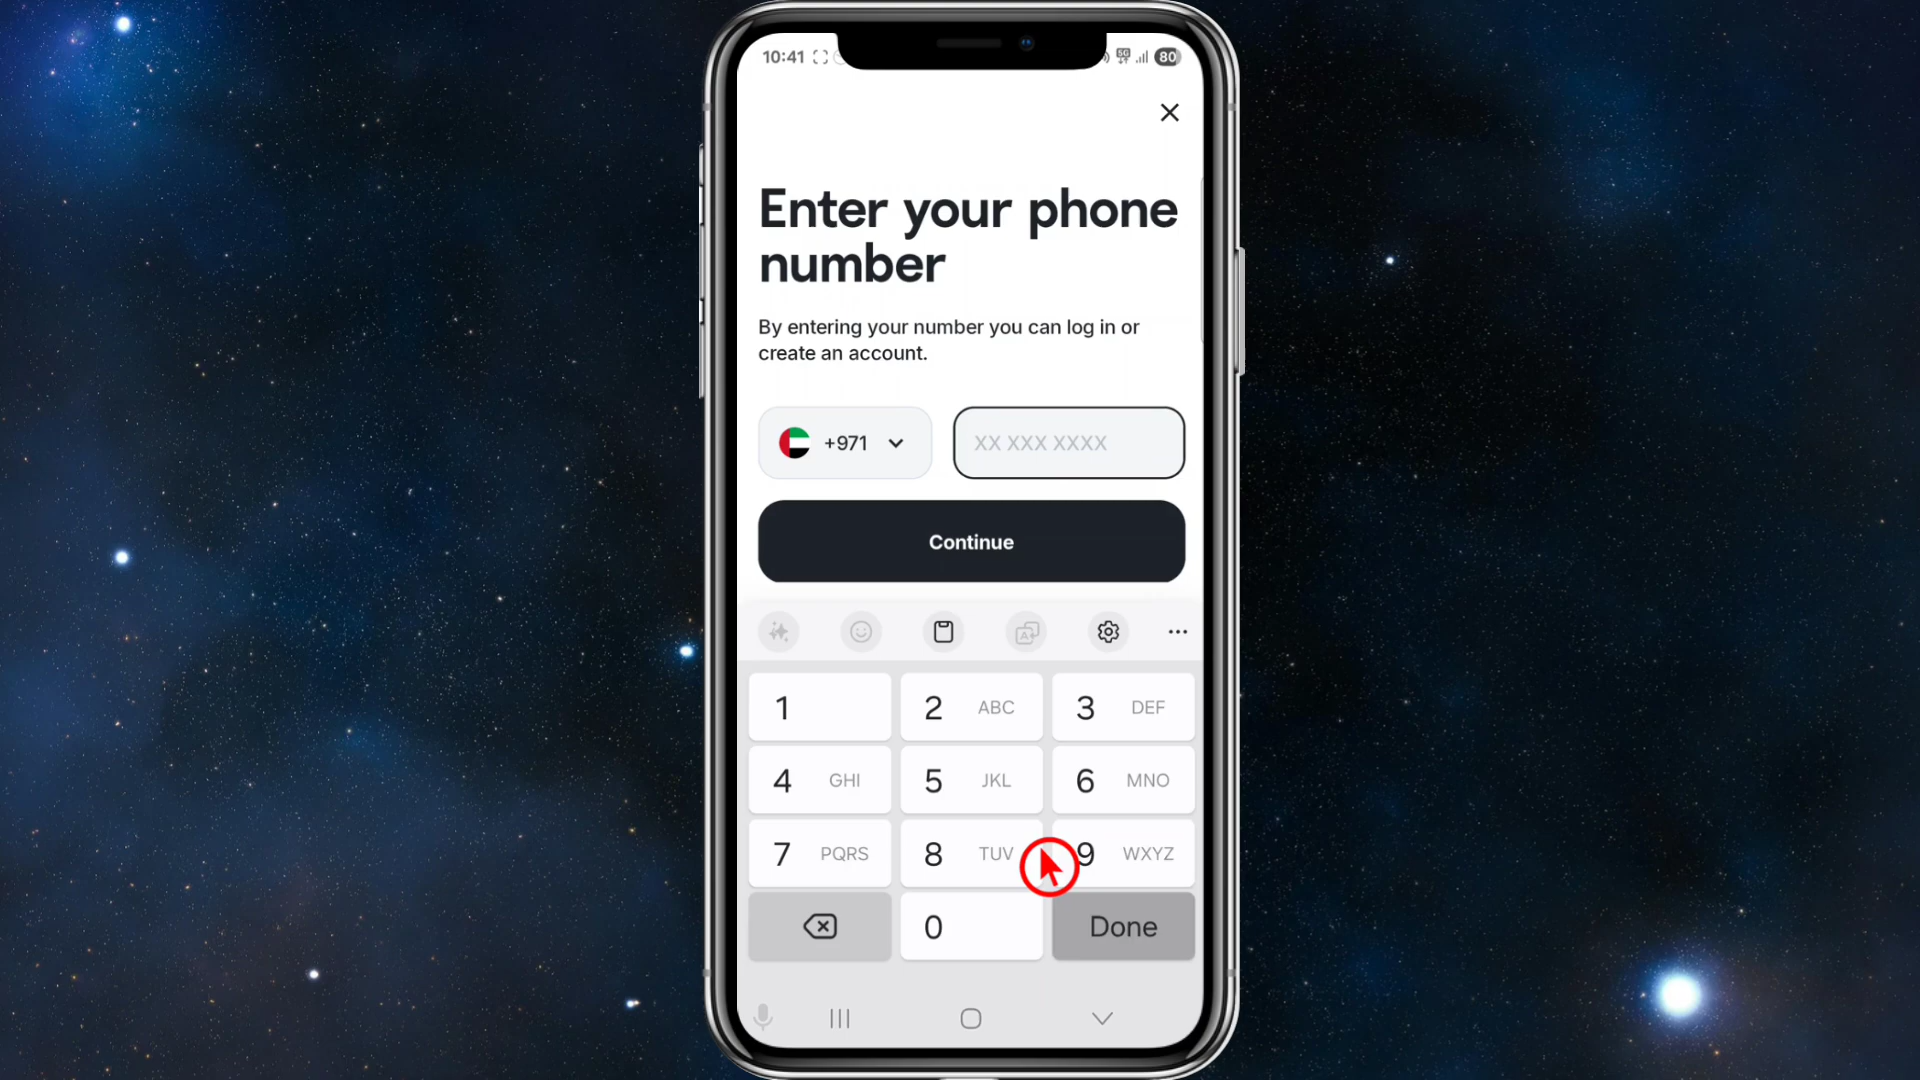 10:41
5G
80
Enter your phone
number
By entering your number you can log in or
create an account.
+971
XX XXX XXXX
Continue
1
2 ABC
3 DEF
4 GHI
5 JKL
6 MNO
7 PQRS
8 TUV
9 WXYZ
0
Done